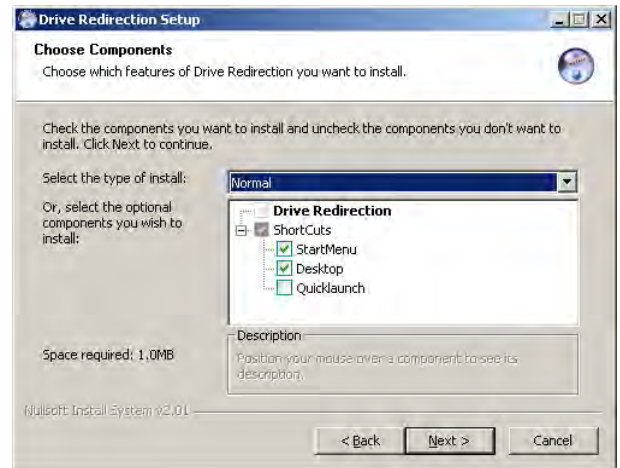 Drive Redirection Setup
Choose Components
Choose which features of Drive Redirection you want to install.
Check the components you want to install and uncheck the components you don't want to
install. Click Next to continue.
Select the type of install:
Normal
Or, select the optional
components you wish to
install:
Drive Redirection
ShortCuts
StartMenu
Desktop
Quicklaunch
Space required: 1.0MB
Description
Position your mouse over a component to see its
description.
Nullsoft Install System v2.01
< Back
Next >
Cancel